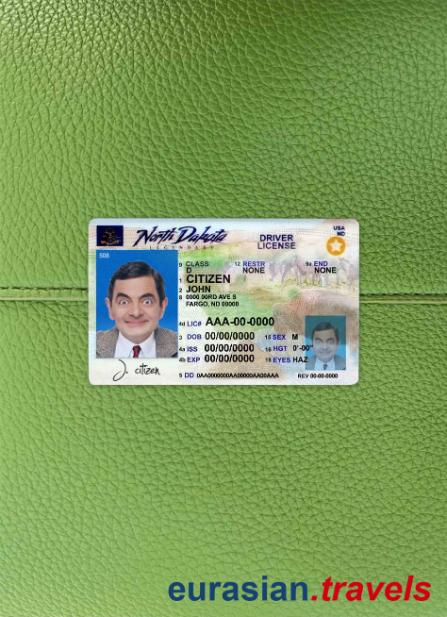 North Dakota
LEGENDARY
DRIVER
LICENSE
USA
ND
508
9 CLASS
D
12 RESTR
NONE
9a END
NONE
1 CITIZEN
2 JOHN
8 0000 00RD AVE S
FARGO, ND 00000
4d LIC# AAA-00-0000
3 DOB 00/00/0000 15 SEX M
4a ISS 00/00/0000 16 HGT 0'-00"
4b EXP 00/00/0000 18 EYES HAZ
J. citizen
5 DD 0AA0000000AA00000AA00AAA REV 00-00-0000
eurasian.travels